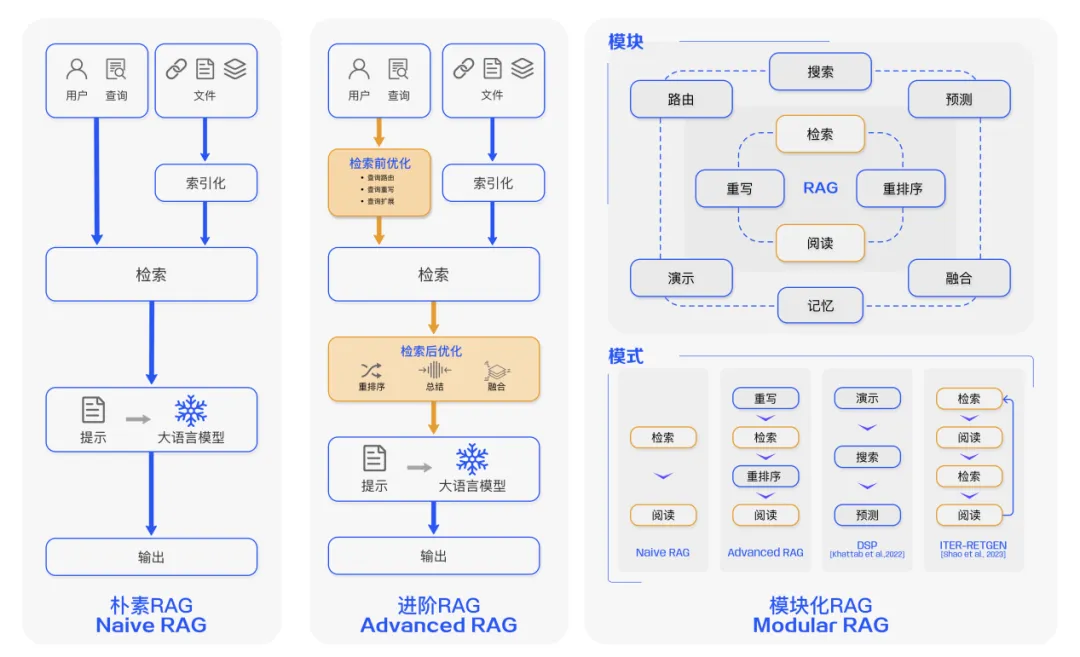 用户 查询
文件
索引化
检索
提示 大语言模型
输出
朴素RAG
Naive RAG
用户 查询
文件
检索前优化
• 查询路由
• 查询重写
• 查询扩展
索引化
检索
检索后优化
重排序 总结 融合
提示 大语言模型
输出
进阶RAG
Advanced RAG
模块
搜索
路由 预测
检索
重写 RAG 重排序
阅读
演示 融合
记忆
模式
检索
阅读
Naive RAG
重写
检索
重排序
阅读
Advanced RAG
演示
搜索
预测
DSP
[Khattab et al.,2022]
检索
阅读
检索
阅读
ITER-RETGEN
[Shao et al., 2023]
模块化RAG
Modular RAG